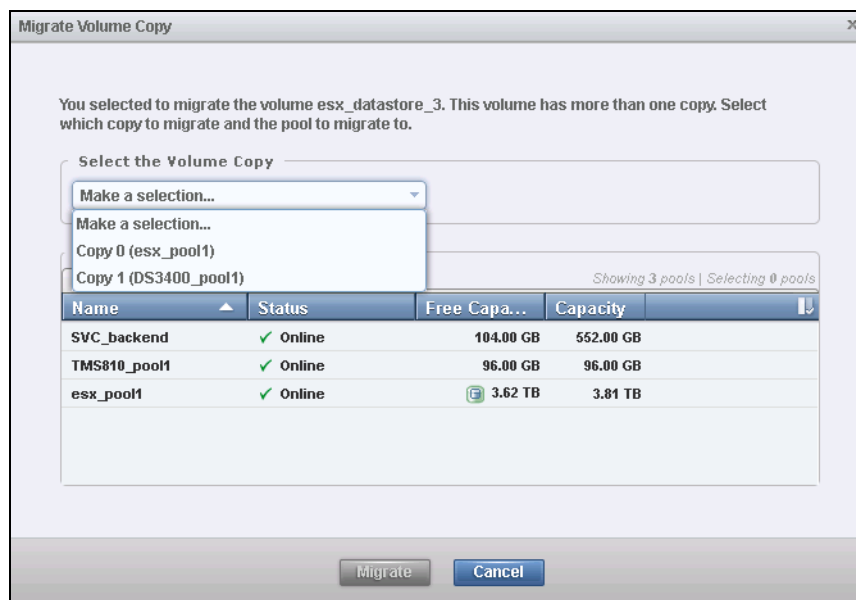 Migrate Volume Copy
x
You selected to migrate the volume esx_datastore_3. This volume has more than one copy. Select
which copy to migrate and the pool to migrate to.
Select the Volume Copy
Make a selection...
Make a selection...
Copy 0 (esx_pool1)
Copy 1 (DS3400_pool1)
Showing 3 pools | Selecting 0 pools
Name Status Free Capa... Capacity
SVC_backend Online 104.00 GB 552.00 GB
TMS810_pool1 Online 96.00 GB 96.00 GB
esx_pool1 Online 3.62 TB 3.81 TB
Migrate Cancel